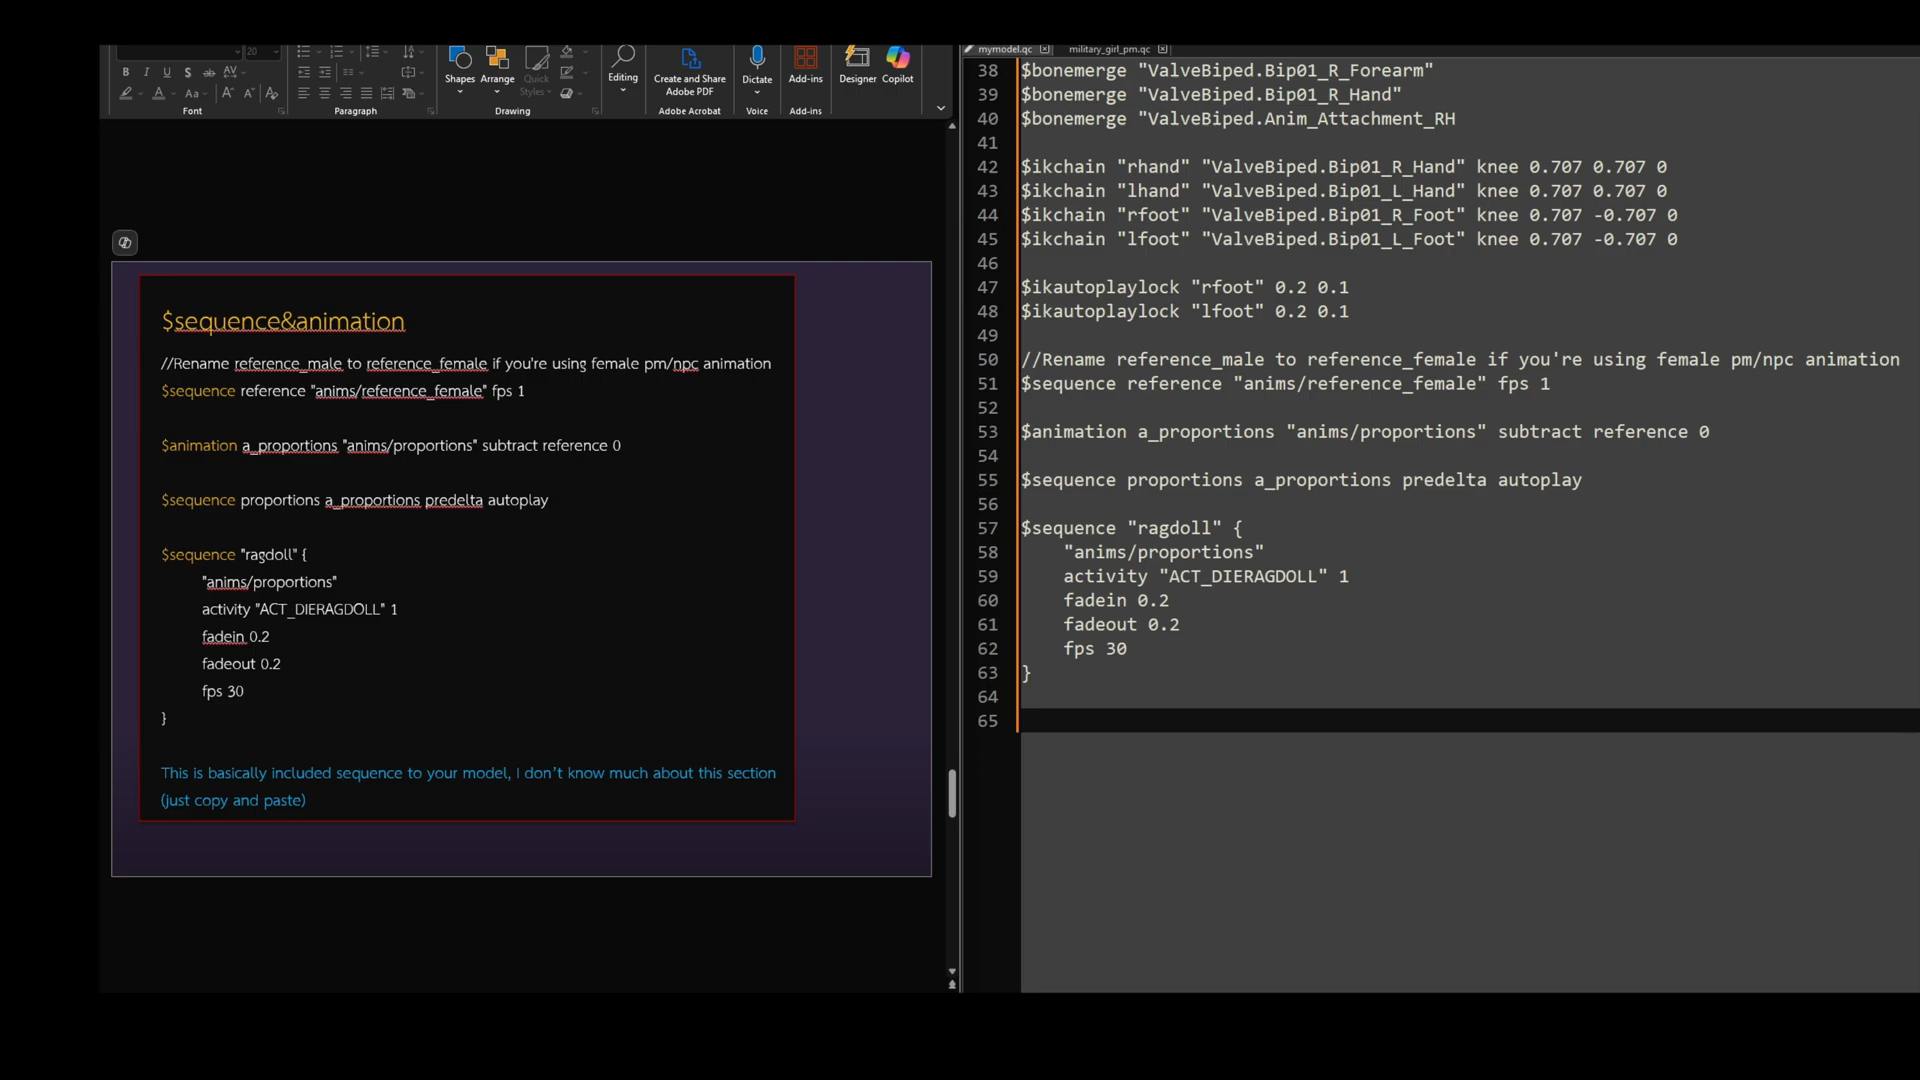 20
B I U S ab AV
Aa A A A
Font
Paragraph
Shapes Arrange Quick Styles
Drawing
Editing
Create and Share Adobe PDF
Adobe Acrobat
Dictate
Voice
Add-ins
Add-ins
Designer Copilot
$sequence&animation
//Rename reference_male to reference_female if you're using female pm/npc animation
$sequence reference "anims/reference_female" fps 1
$animation a_proportions "anims/proportions" subtract reference 0
$sequence proportions a_proportions predelta autoplay
$sequence "ragdoll" {
"anims/proportions"
activity "ACT_DIERAGDOLL" 1
fadein 0.2
fadeout 0.2
fps 30
}
This is basically included sequence to your model, I don't know much about this section
(just copy and paste)
mymodel.qc military_girl_pm.qc
38 $bonemerge "ValveBiped.Bip01_R_Forearm"
39 $bonemerge "ValveBiped.Bip01_R_Hand"
40 $bonemerge "ValveBiped.Anim_Attachment_RH
41
42 $ikchain "rhand" "ValveBiped.Bip01_R_Hand" knee 0.707 0.707 0
43 $ikchain "lhand" "ValveBiped.Bip01_L_Hand" knee 0.707 0.707 0
44 $ikchain "rfoot" "ValveBiped.Bip01_R_Foot" knee 0.707 -0.707 0
45 $ikchain "lfoot" "ValveBiped.Bip01_L_Foot" knee 0.707 -0.707 0
46
47 $ikautoplaylock "rfoot" 0.2 0.1
48 $ikautoplaylock "lfoot" 0.2 0.1
49
50 //Rename reference_male to reference_female if you're using female pm/npc animation
51 $sequence reference "anims/reference_female" fps 1
52
53 $animation a_proportions "anims/proportions" subtract reference 0
54
55 $sequence proportions a_proportions predelta autoplay
56
57 $sequence "ragdoll" {
58 "anims/proportions"
59 activity "ACT_DIERAGDOLL" 1
60 fadein 0.2
61 fadeout 0.2
62 fps 30
63 }
64
65